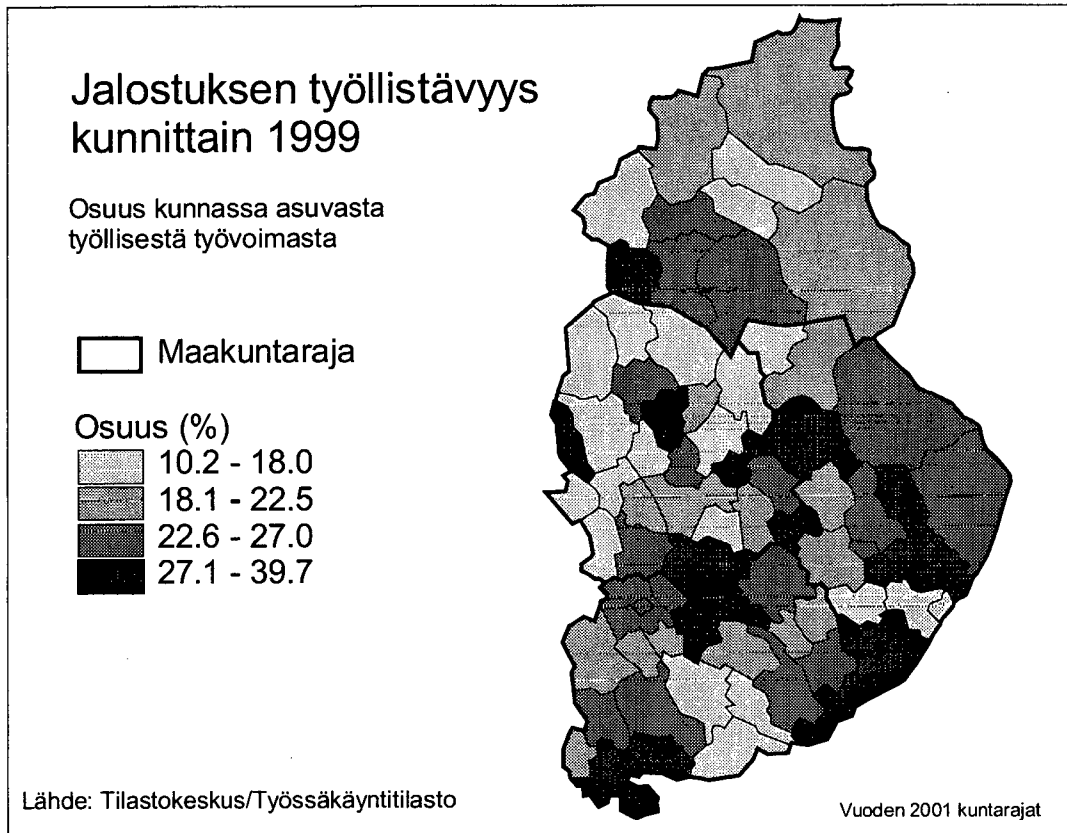 Jalostuksen työllistävyys
kunnittain 1999
Osuus kunnassa asuvasta
työllisestä työvoimasta
Maakuntaraja
Osuus (%)
10.2 - 18.0
18.1 - 22.5
22.6 - 27.0
27.1 - 39.7
Lähde: Tilastokeskus/Työssäkäyntitilasto
Vuoden 2001 kuntarajat